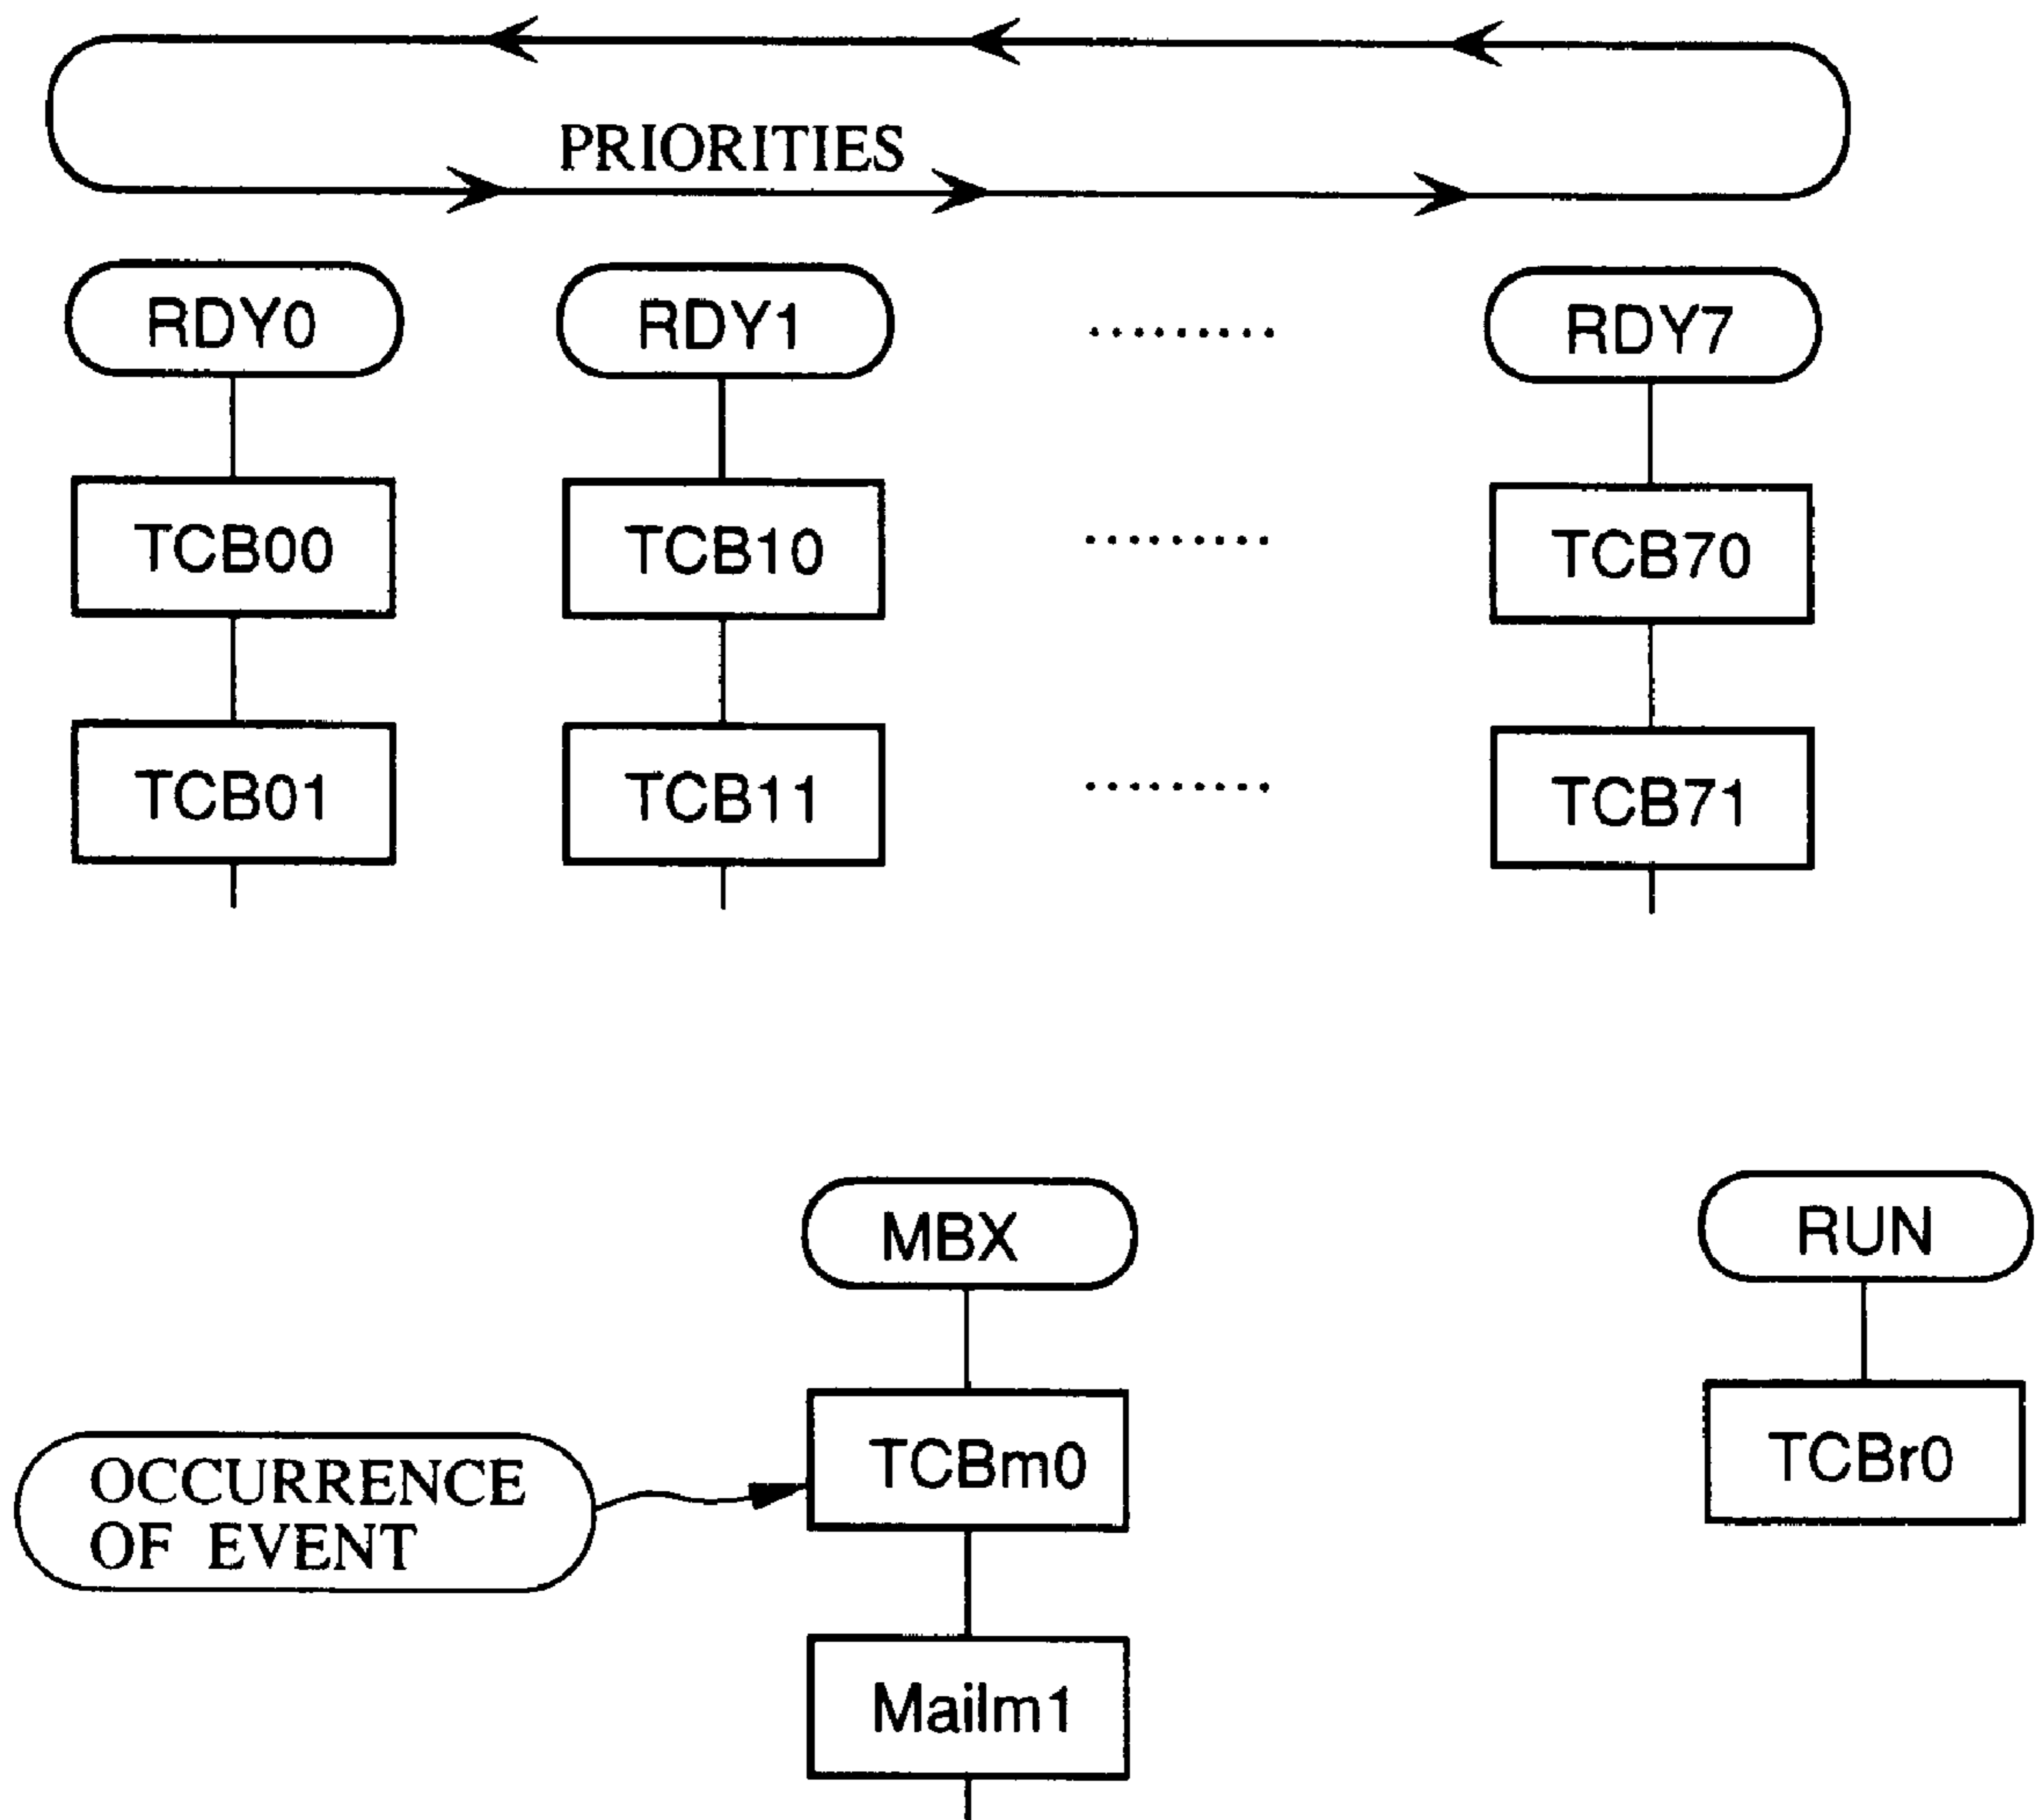 PRIORITIES
RDY0 RDY1 ········· RDY7
TCB00 TCB10 ········· TCB70
TCB01 TCB11 ········· TCB71
MBX RUN
TCBm0 TCBr0
OCCURRENCE
OF EVENT
Mailm1